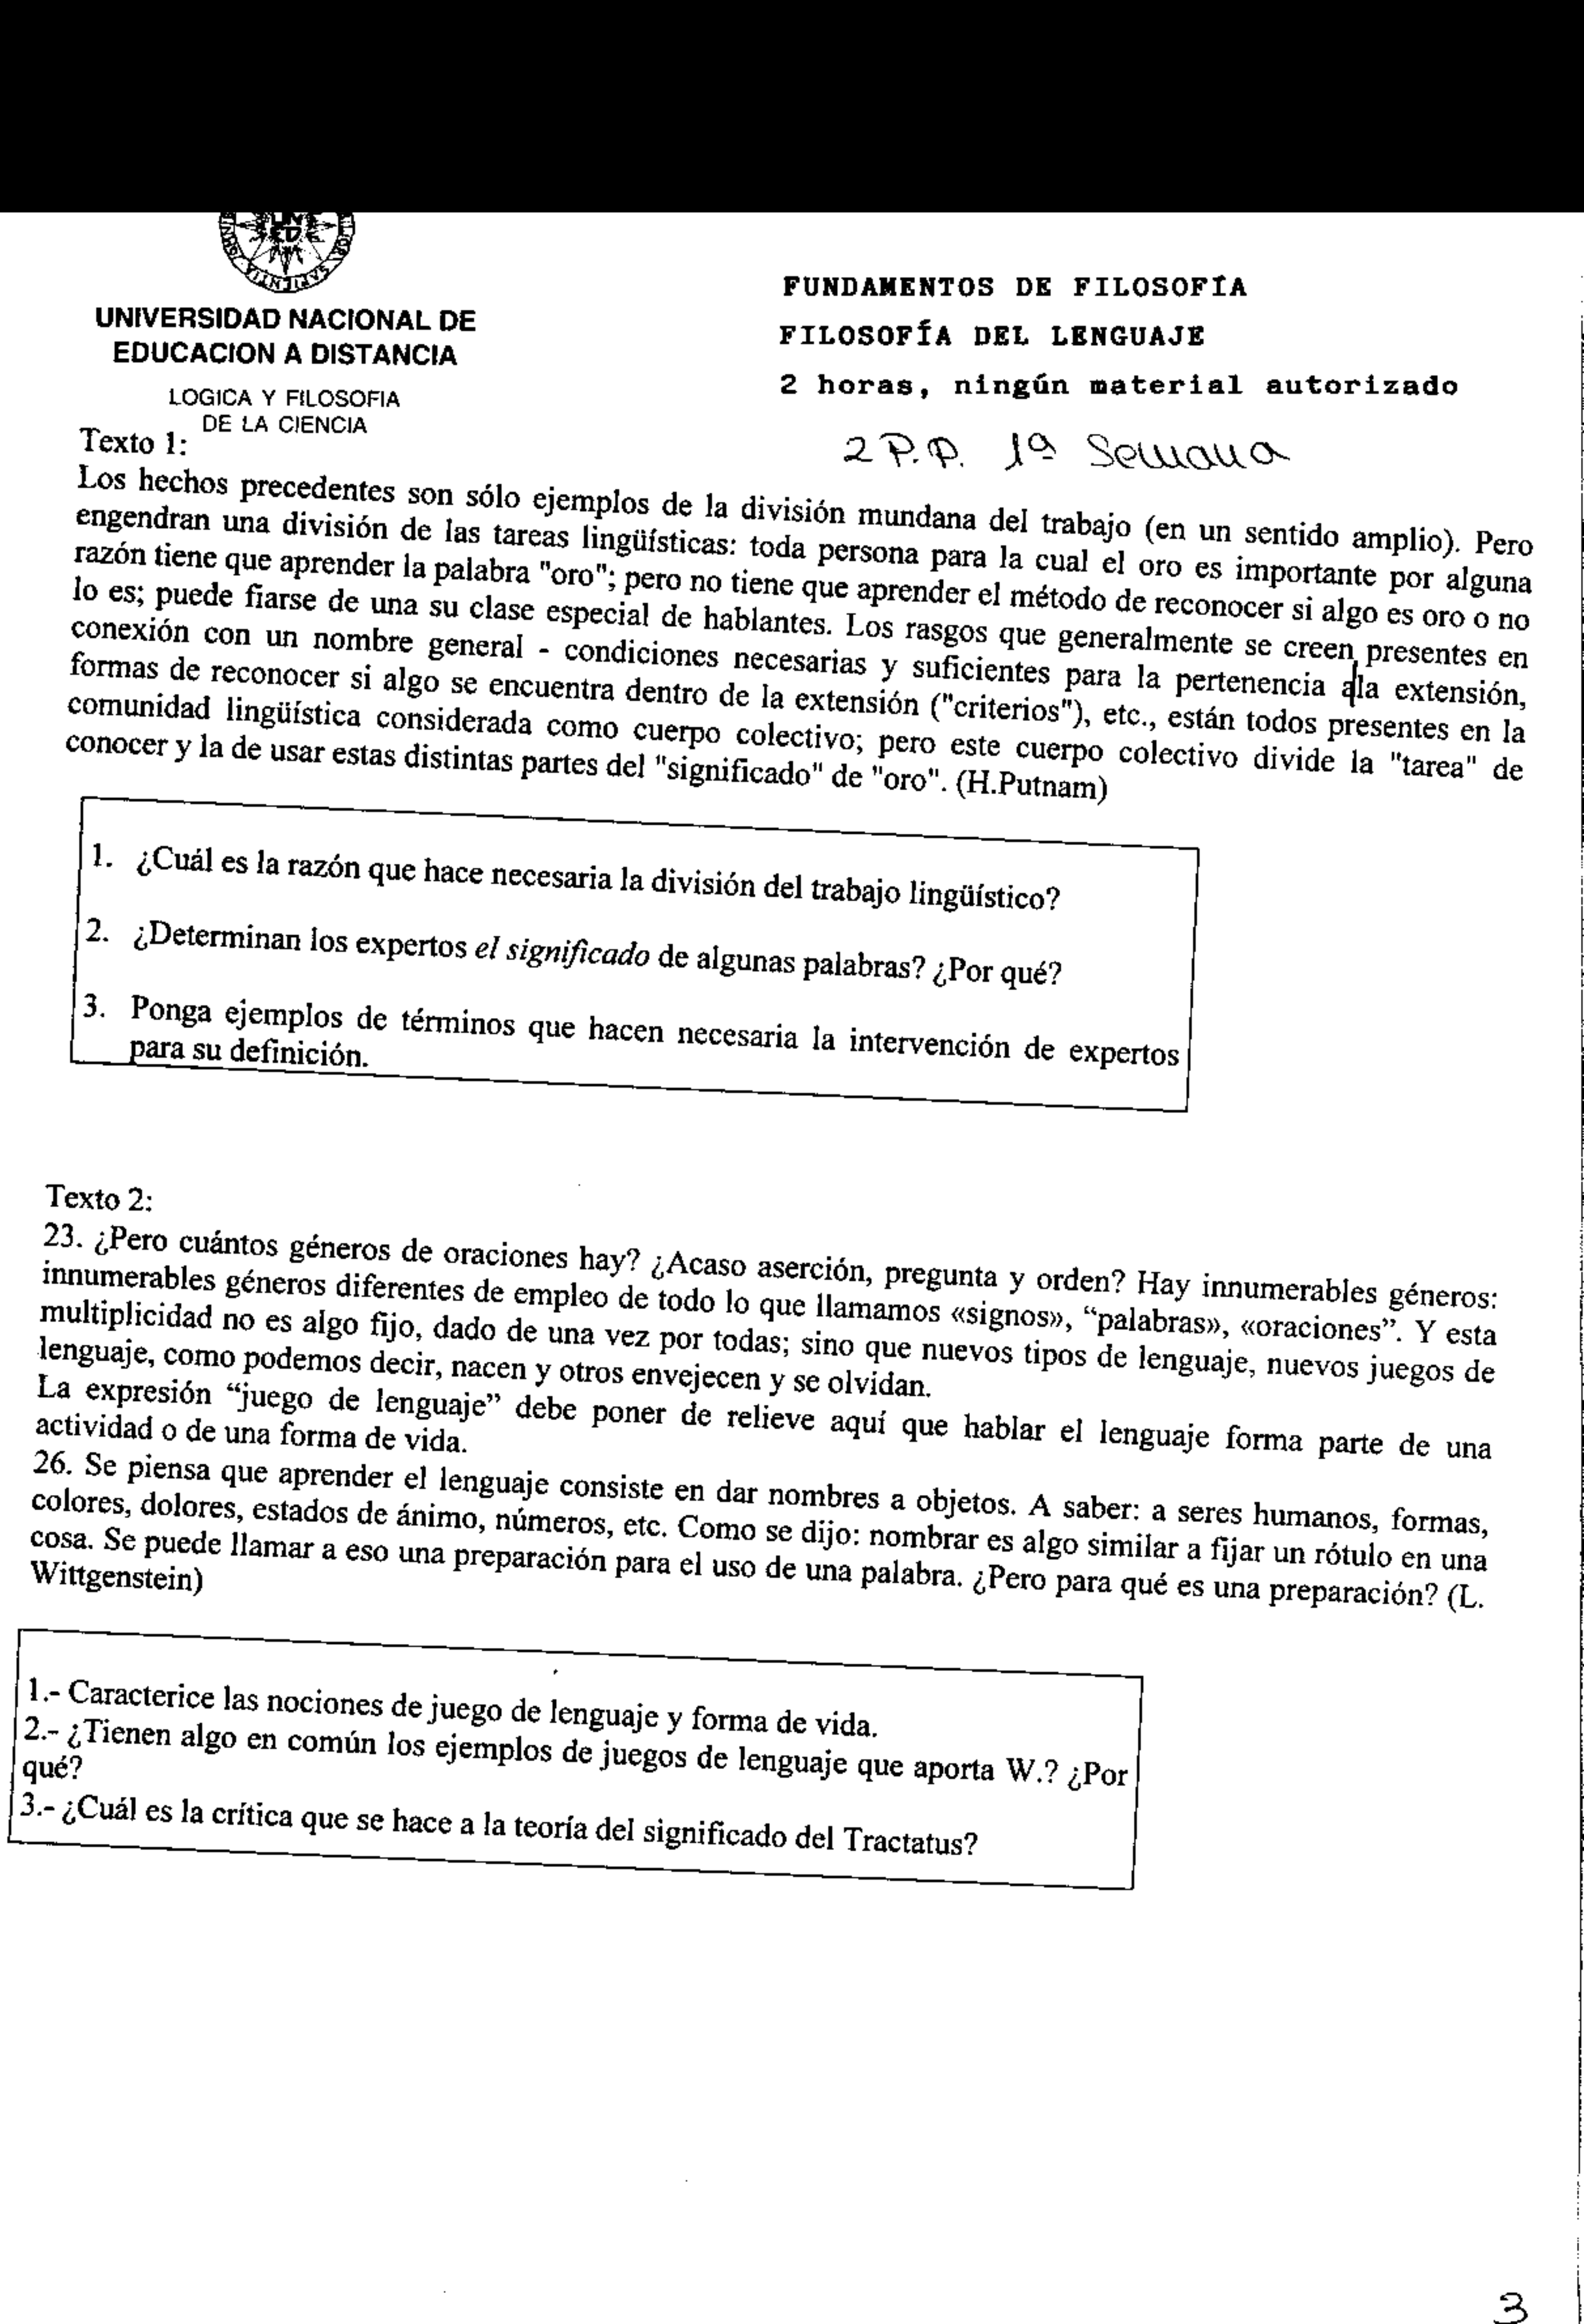 UNED
SAPIENTIA
UNIVERSIDAD NACIONAL DE
EDUCACION A DISTANCIA
LOGICA Y FILOSOFIA
DE LA CIENCIA
FUNDAMENTOS DE FILOSOFÍA
FILOSOFÍA DEL LENGUAJE
2 horas, ningún material autorizado
2 P.P. 1ª Semana
Texto 1:
Los hechos precedentes son sólo ejemplos de la división mundana del trabajo (en un sentido amplio). Pero
engendran una división de las tareas lingüísticas: toda persona para la cual el oro es importante por alguna
razón tiene que aprender la palabra "oro"; pero no tiene que aprender el método de reconocer si algo es oro o no
lo es; puede fiarse de una su clase especial de hablantes. Los rasgos que generalmente se creen presentes en
conexión con un nombre general - condiciones necesarias y suficientes para la pertenencia a la extensión,
formas de reconocer si algo se encuentra dentro de la extensión ("criterios"), etc., están todos presentes en la
comunidad lingüística considerada como cuerpo colectivo; pero este cuerpo colectivo divide la "tarea" de
conocer y la de usar estas distintas partes del "significado" de "oro". (H.Putnam)
1. ¿Cuál es la razón que hace necesaria la división del trabajo lingüístico?
2. ¿Determinan los expertos el significado de algunas palabras? ¿Por qué?
3. Ponga ejemplos de términos que hacen necesaria la intervención de expertos
para su definición.
Texto 2:
23. ¿Pero cuántos géneros de oraciones hay? ¿Acaso aserción, pregunta y orden? Hay innumerables géneros:
innumerables géneros diferentes de empleo de todo lo que llamamos «signos», “palabras», «oraciones”. Y esta
multiplicidad no es algo fijo, dado de una vez por todas; sino que nuevos tipos de lenguaje, nuevos juegos de
lenguaje, como podemos decir, nacen y otros envejecen y se olvidan.
La expresión “juego de lenguaje” debe poner de relieve aquí que hablar el lenguaje forma parte de una
actividad o de una forma de vida.
26. Se piensa que aprender el lenguaje consiste en dar nombres a objetos. A saber: a seres humanos, formas,
colores, dolores, estados de ánimo, números, etc. Como se dijo: nombrar es algo similar a fijar un rótulo en una
cosa. Se puede llamar a eso una preparación para el uso de una palabra. ¿Pero para qué es una preparación? (L.
Wittgenstein)
1.- Caracterice las nociones de juego de lenguaje y forma de vida.
2.- ¿Tienen algo en común los ejemplos de juegos de lenguaje que aporta W.? ¿Por
qué?
3.- ¿Cuál es la crítica que se hace a la teoría del significado del Tractatus?
3